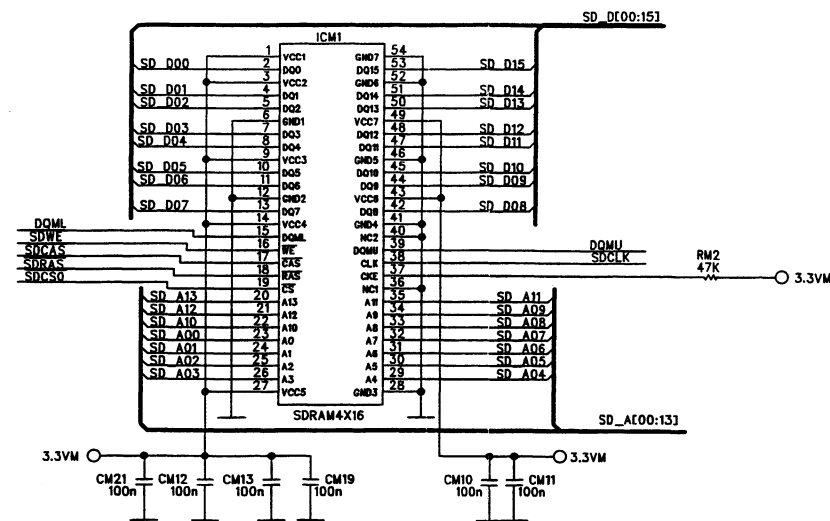 SD_D[00:15]
ICM1
1 VCC1 GND7 54
SD_D00 2 DQ0 DQ15 53 SD_D15
3 VCC2 GND6 52
SD_D01 4 DQ1 DQ14 51 SD_D14
SD_D02 5 DQ2 DQ13 50 SD_D13
6 GND1 VCC7 49
SD_D03 7 DQ3 DQ12 48 SD_D12
SD_D04 8 DQ4 DQ11 47 SD_D11
9 VCC3 GND5 46
SD_D05 10 DQ5 DQ10 45 SD_D10
SD_D06 11 DQ6 DQ9 44 SD_D09
12 GND2 VCC6 43
SD_D07 13 DQ7 DQ8 42 SD_D08
14 VCC4 GND4 41
DQML 15 DQML NC2 40
SDWE 16 WE DQMU 39 DQMU
SDCAS 17 CAS CLK 38 SDCLK
SDRAS 18 RAS CKE 37 RM2 47K 3.3VM
SDCS0 19 CS NC1 36
SD_A13 20 A13 A11 35 SD_A11
SD_A12 21 A12 A9 34 SD_A09
SD_A10 22 A10 A8 33 SD_A08
SD_A00 23 A0 A7 32 SD_A07
SD_A01 24 A1 A6 31 SD_A06
SD_A02 25 A2 A5 30 SD_A05
SD_A03 26 A3 A4 29 SD_A04
27 VCC5 GND3 28
SDRAM4X16
SD_A[00:13]
3.3VM 3.3VM
CM21 CM12 CM13 CM19 CM10 CM11
100n 100n 100n 100n 100n 100n